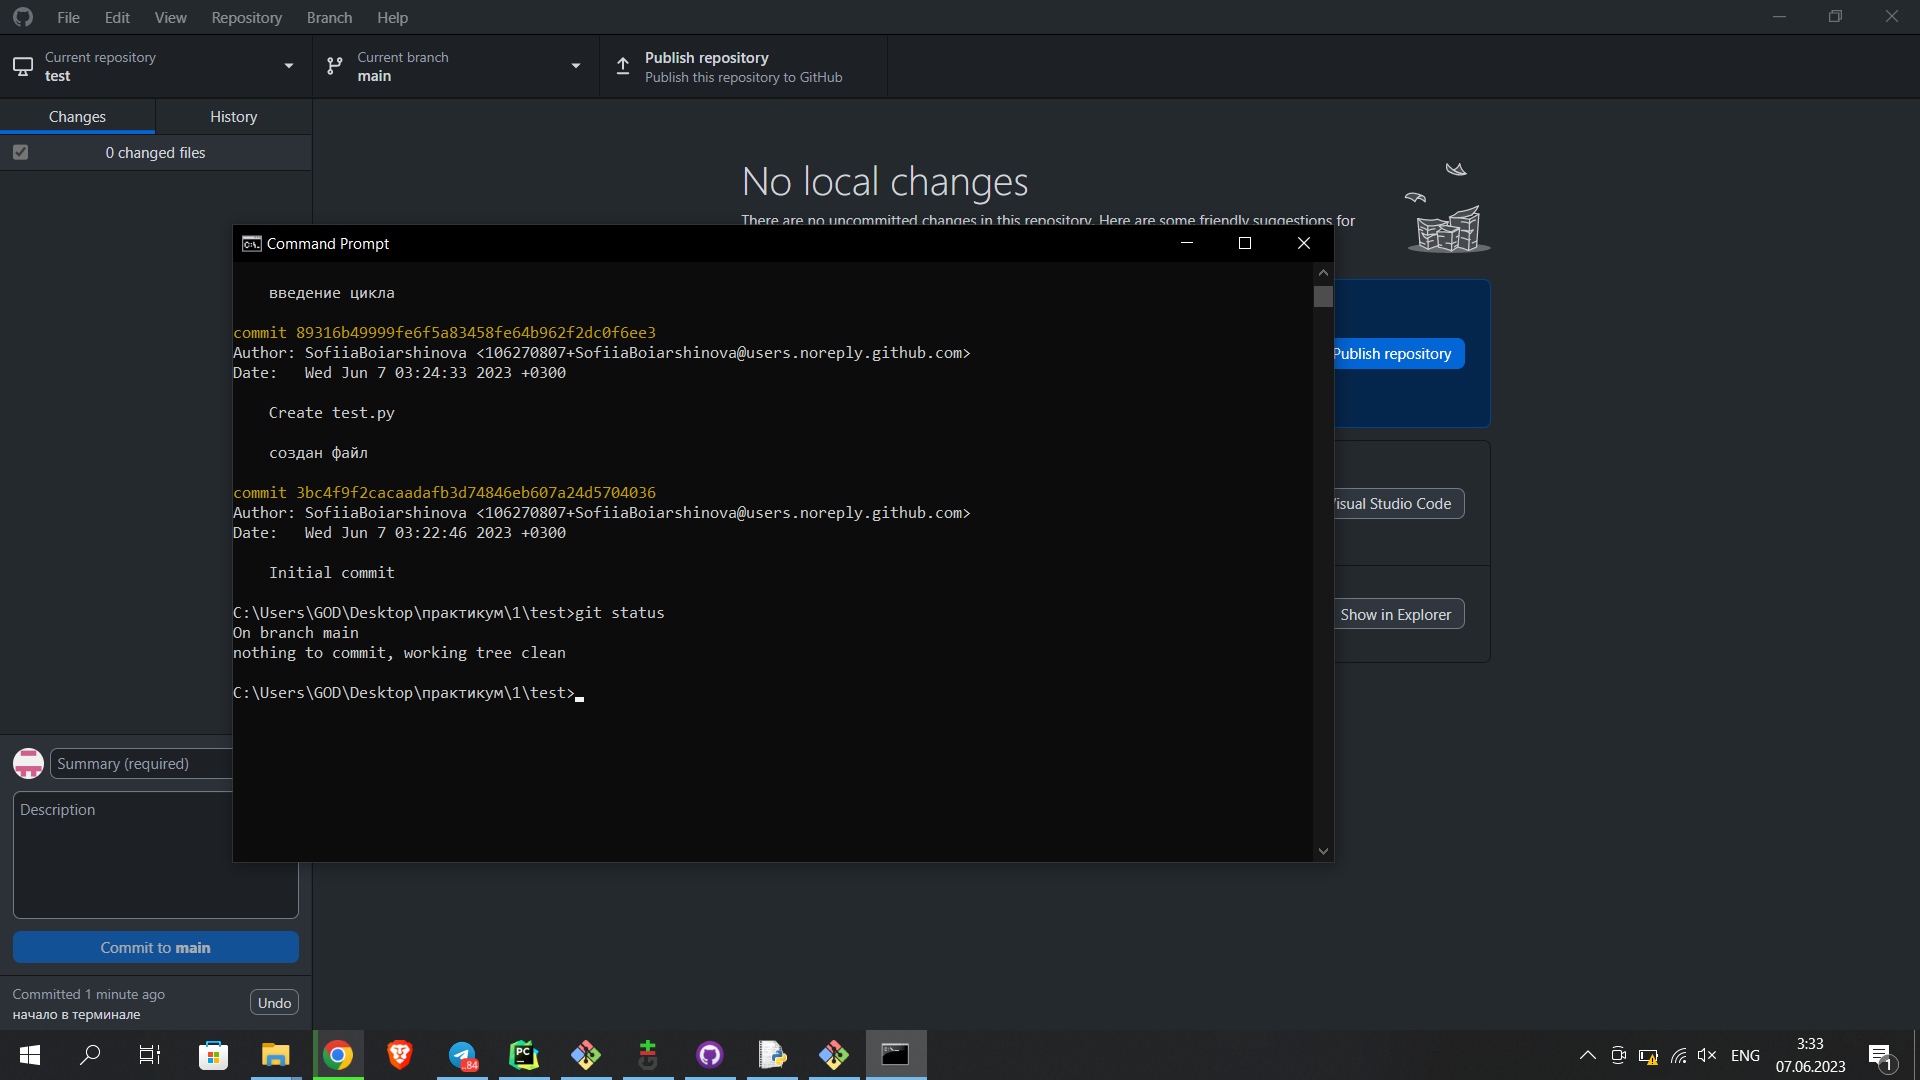 File Edit View Repository Branch Help
Current repository
test
Current branch
main
Publish repository
Publish this repository to GitHub
Changes
History
0 changed files
No local changes
There are no uncommitted changes in this repository. Here are some friendly suggestions for
Command Prompt
введение цикла
commit 89316b49999fe6f5a83458fe64b962f2dc0f6ee3
Author: SofiiaBoiarshinova <106270807+SofiiaBoiarshinova@users.noreply.github.com>
Date:   Wed Jun 7 03:24:33 2023 +0300
Create test.py
создан файл
commit 3bc4f9f2cacaadafb3d74846eb607a24d5704036
Author: SofiiaBoiarshinova <106270807+SofiiaBoiarshinova@users.noreply.github.com>
Date:   Wed Jun 7 03:22:46 2023 +0300
Initial commit
C:\Users\GOD\Desktop\практикум\1\test>git status
On branch main
nothing to commit, working tree clean
C:\Users\GOD\Desktop\практикум\1\test>
Publish repository
Visual Studio Code
Show in Explorer
Summary (required)
Description
Commit to main
Committed 1 minute ago
начало в терминале
Undo
84
PC
ENG
3:33
07.06.2023
1